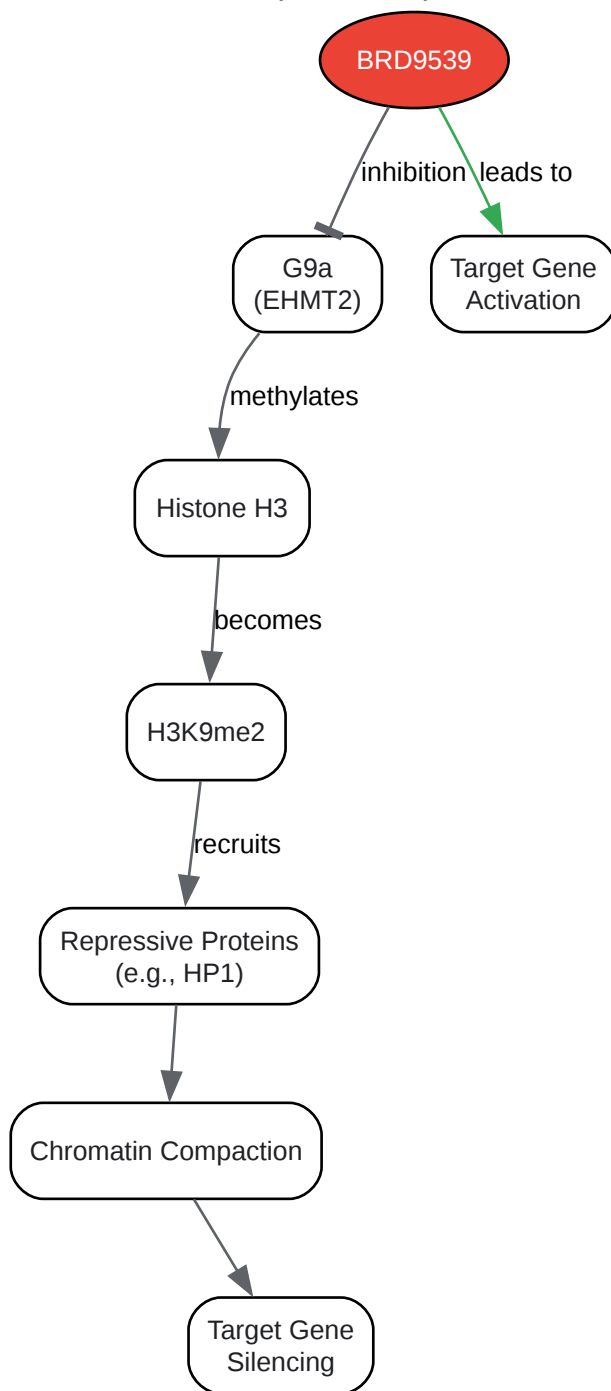 BRD9539
inhibition leads to
G9a
(EHMT2)
Target Gene
Activation
methylates
Histone H3
becomes
H3K9me2
recruits
Repressive Proteins
(e.g., HP1)
Chromatin Compaction
Target Gene
Silencing